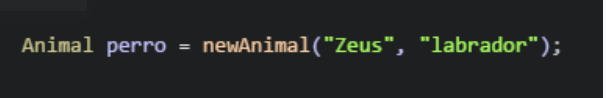 Animal perro = newAnimal("Zeus", "labrador");